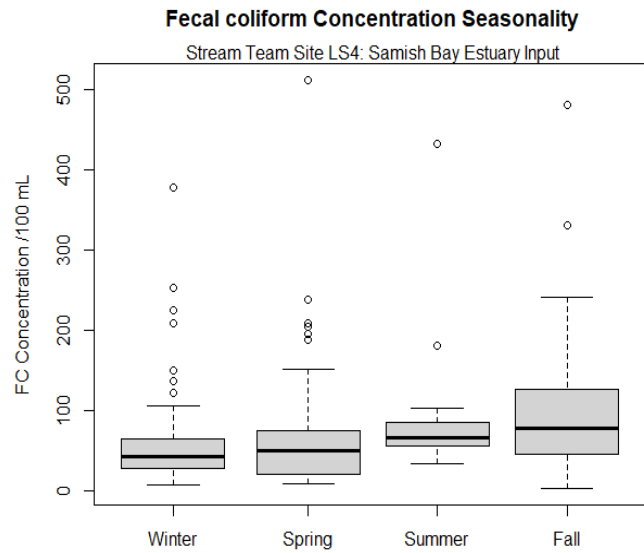 Fecal coliform Concentration Seasonality
Stream Team Site LS4: Samish Bay Estuary Input
FC Concentration /100 mL
500
400
300
200
100
0
Winter Spring Summer Fall